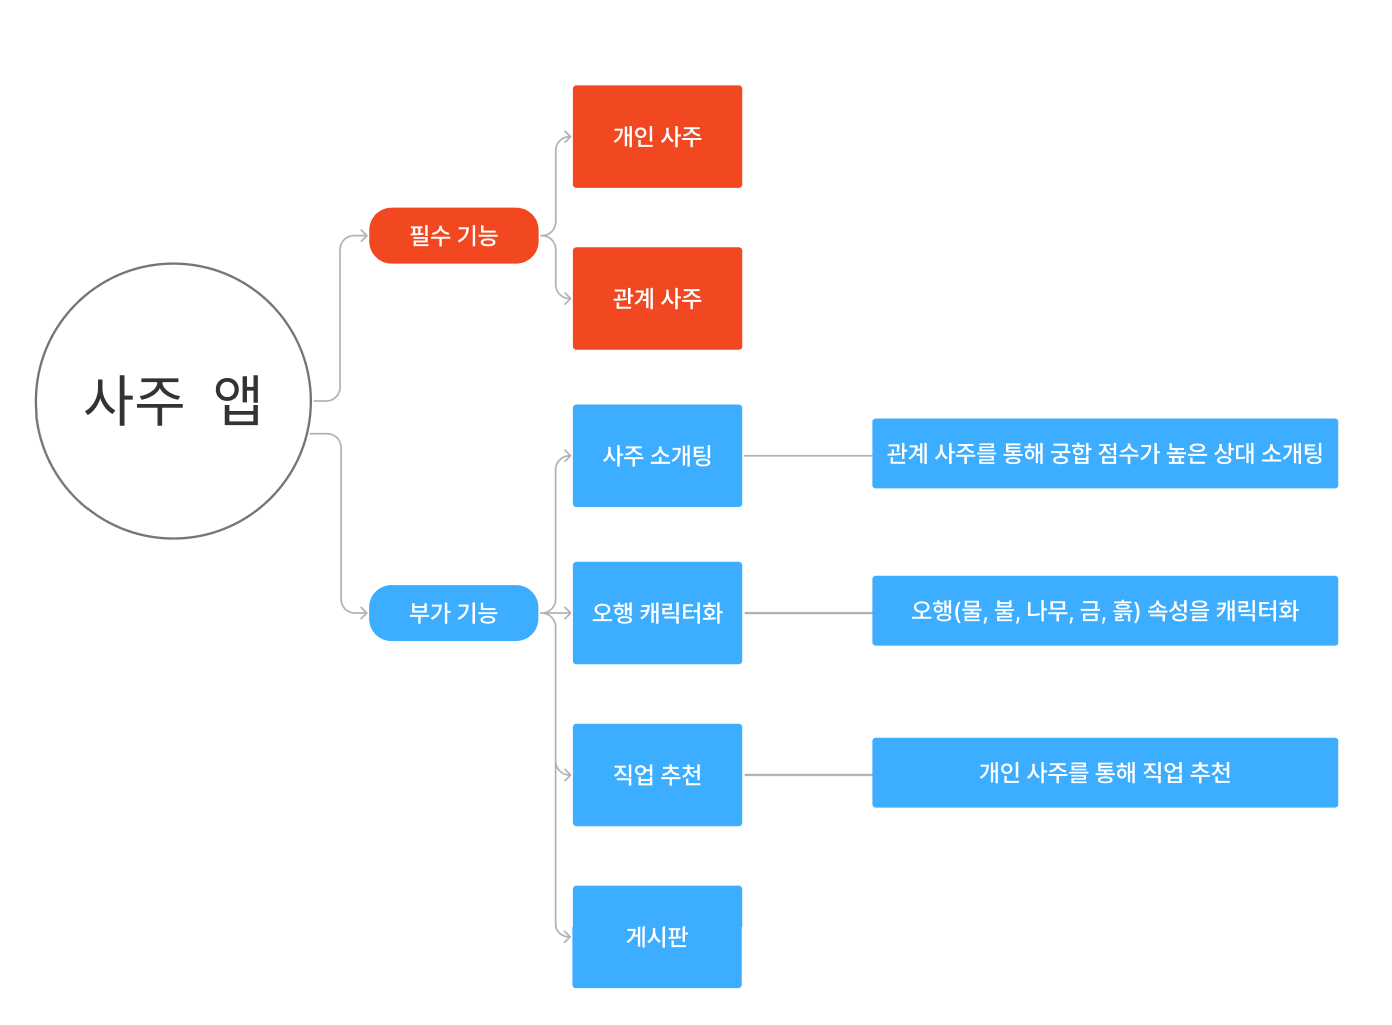 사주 앱
필수 기능
개인 사주
관계 사주
부가 기능
사주 소개팅
관계 사주를 통해 궁합 점수가 높은 상대 소개팅
오행 캐릭터화
오행(물, 불, 나무, 금, 흙) 속성을 캐릭터화
직업 추천
개인 사주를 통해 직업 추천
게시판